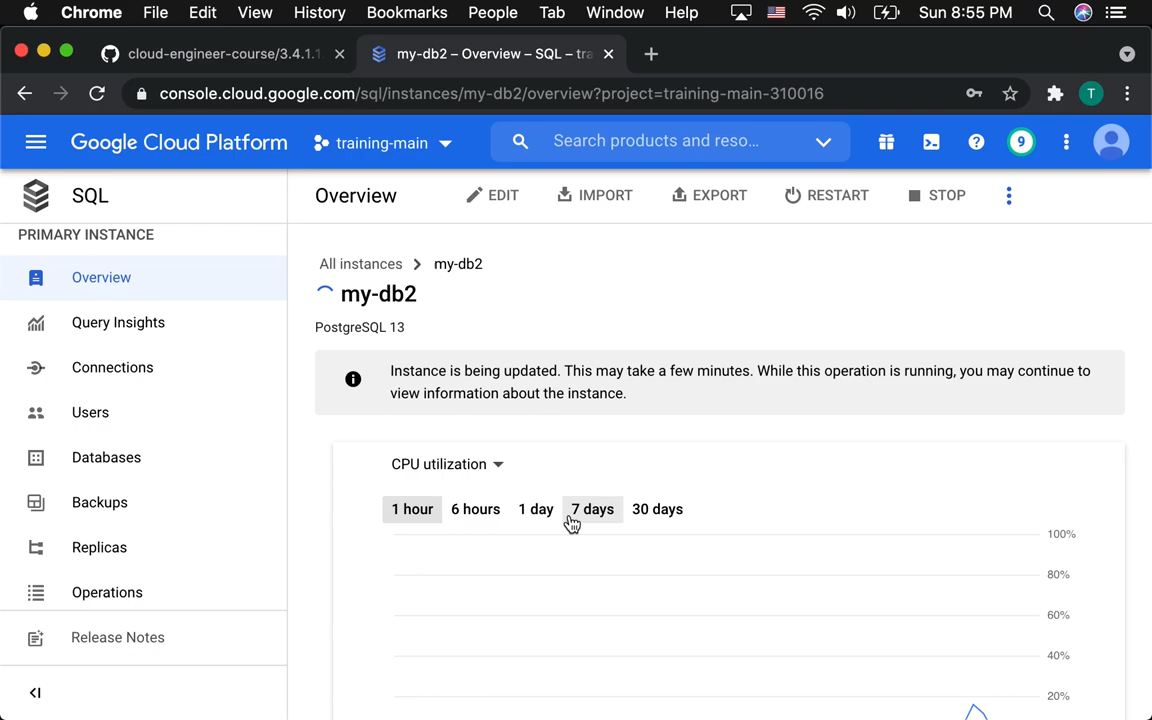 Chrome File Edit View History Bookmarks People Tab Window Help Sun 8:55 PM
cloud-engineer-course/3.4.1.1. my-db2 – Overview – SQL – tra
console.cloud.google.com/sql/instances/my-db2/overview?project=training-main-310016 T
Google Cloud Platform training-main Search products and reso... 9
SQL Overview EDIT IMPORT EXPORT RESTART STOP
PRIMARY INSTANCE
Overview
Query Insights
Connections
Users
Databases
Backups
Replicas
Operations
Release Notes
All instances my-db2
my-db2
PostgreSQL 13
Instance is being updated. This may take a few minutes. While this operation is running, you may continue to
view information about the instance.
CPU utilization
1 hour 6 hours 1 day 7 days 30 days
100%
80%
60%
40%
20%